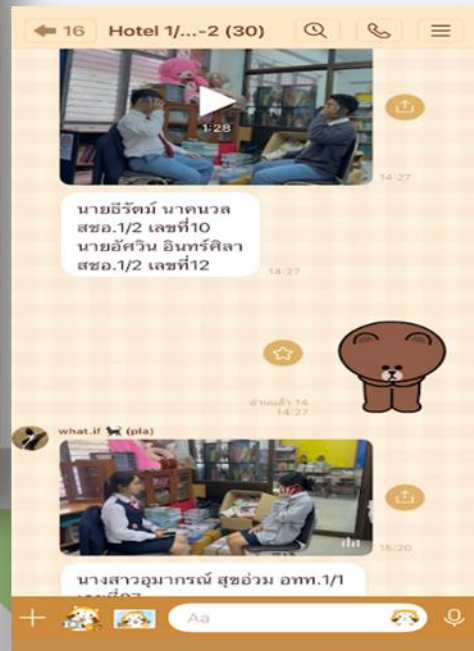 16 Hotel 1/...-2 (30)
1:28
14:27
นายธีรัตม์ นาคนวล
สชอ.1/2 เลขที่10
นายอัศวิน อินทร์ศิลา
สชอ.1/2 เลขที่12
14:27
อ่านแล้ว 14
14:27
what.if 🐈‍⬛ (pla)
15:20
นางสาวอุมากรณ์ สุขอ่วม อทท.1/1
Aa